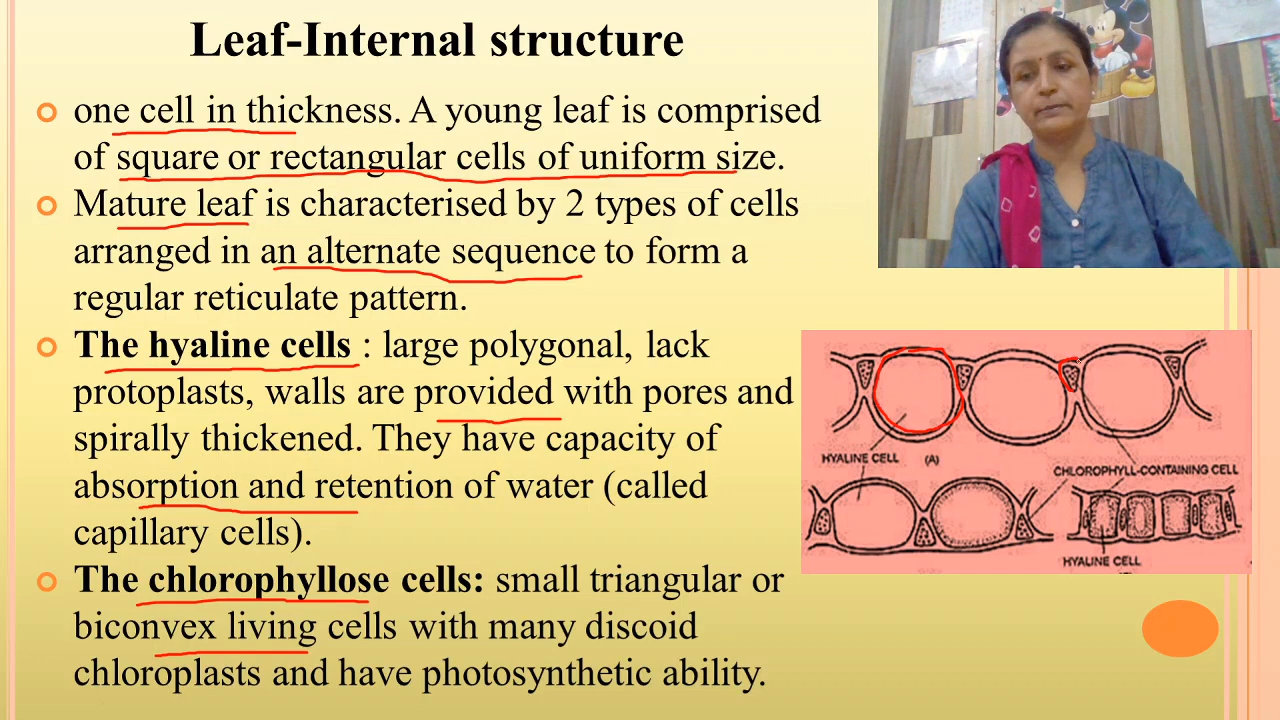 Leaf-Internal structure
one cell in thickness. A young leaf is comprised
of square or rectangular cells of uniform size.
Mature leaf is characterised by 2 types of cells
arranged in an alternate sequence to form a
regular reticulate pattern.
The hyaline cells : large polygonal, lack
protoplasts, walls are provided with pores and
spirally thickened. They have capacity of
absorption and retention of water (called
capillary cells).
The chlorophyllose cells: small triangular or
biconvex living cells with many discoid
chloroplasts and have photosynthetic ability.
HYALINE CELL (A)
CHLOROPHYLL-CONTAINING CELL
HYALINE CELL